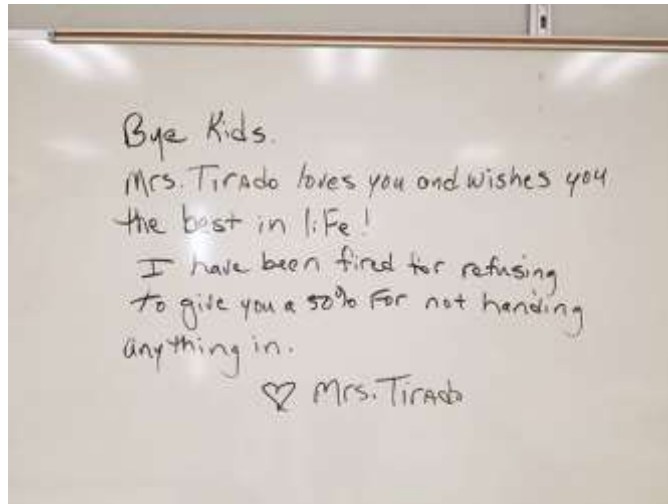 Bye Kids.
Mrs. Tirado loves you and wishes you
the best in life!
I have been fired for refusing
to give you a 50% for not handing
anything in.
♡ Mrs. Tirado